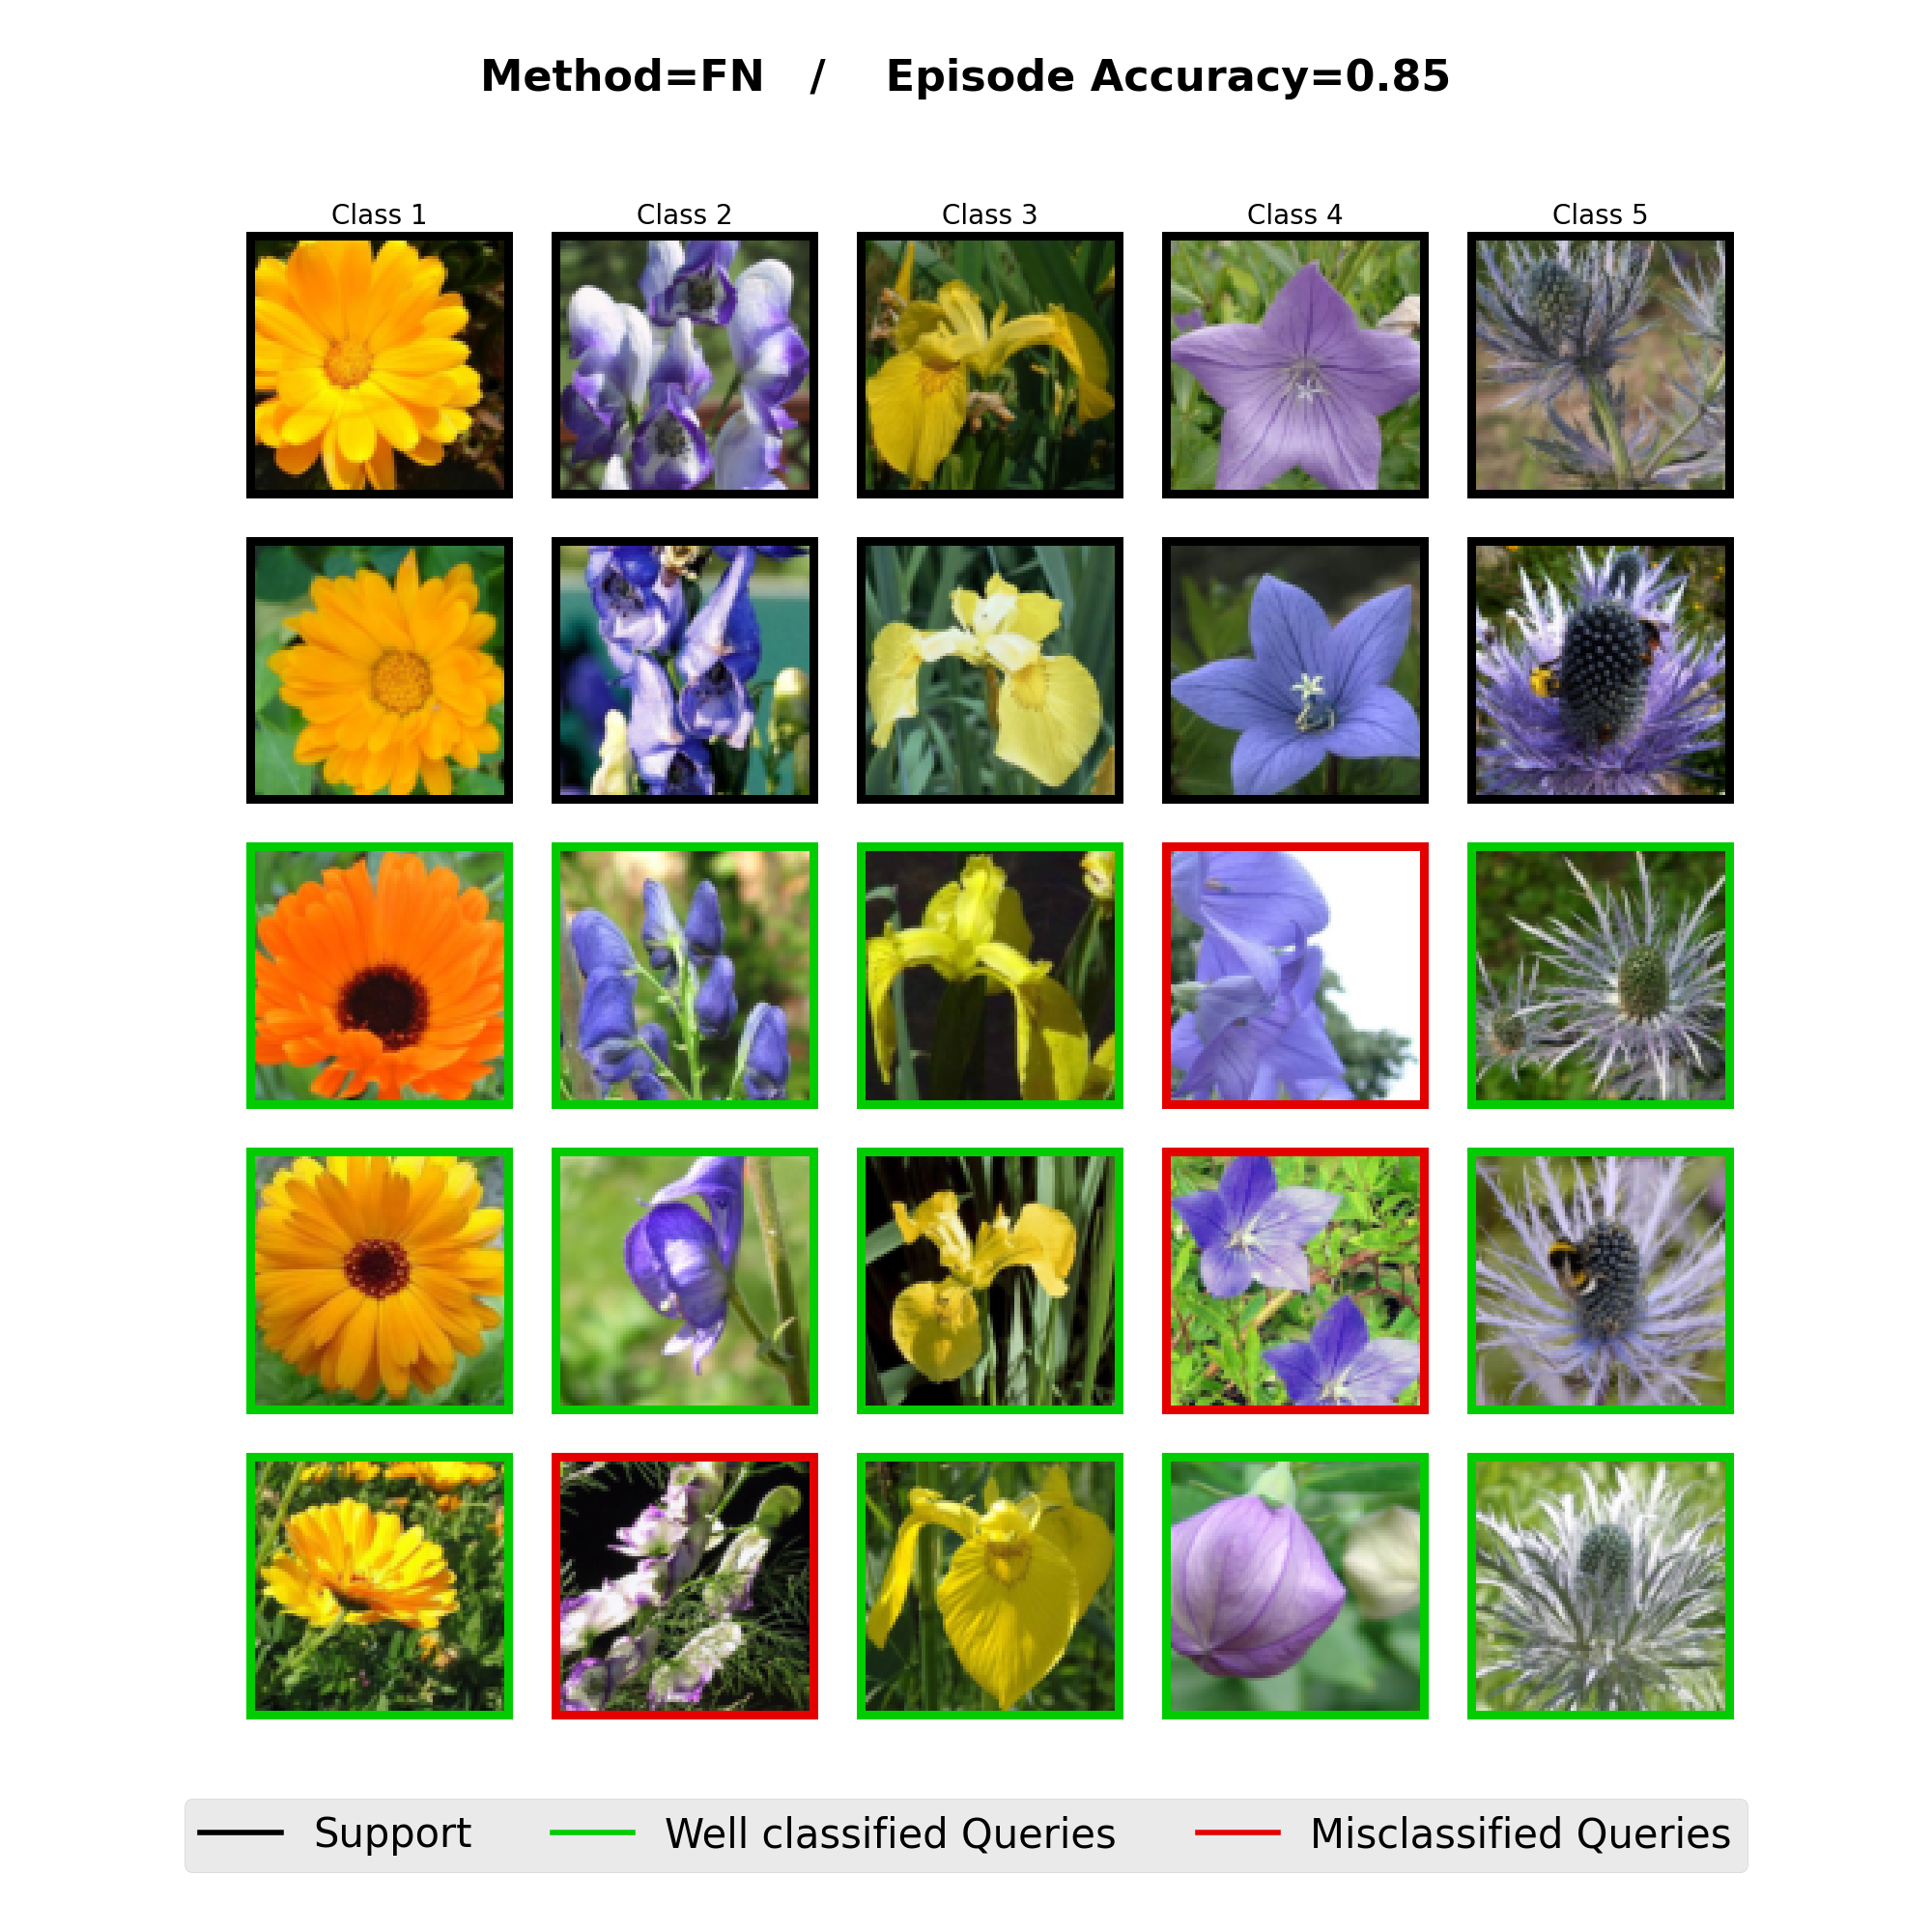 Method=FN / Episode Accuracy=0.85
Class 1 Class 2 Class 3 Class 4 Class 5
Support Well classified Queries Misclassified Queries